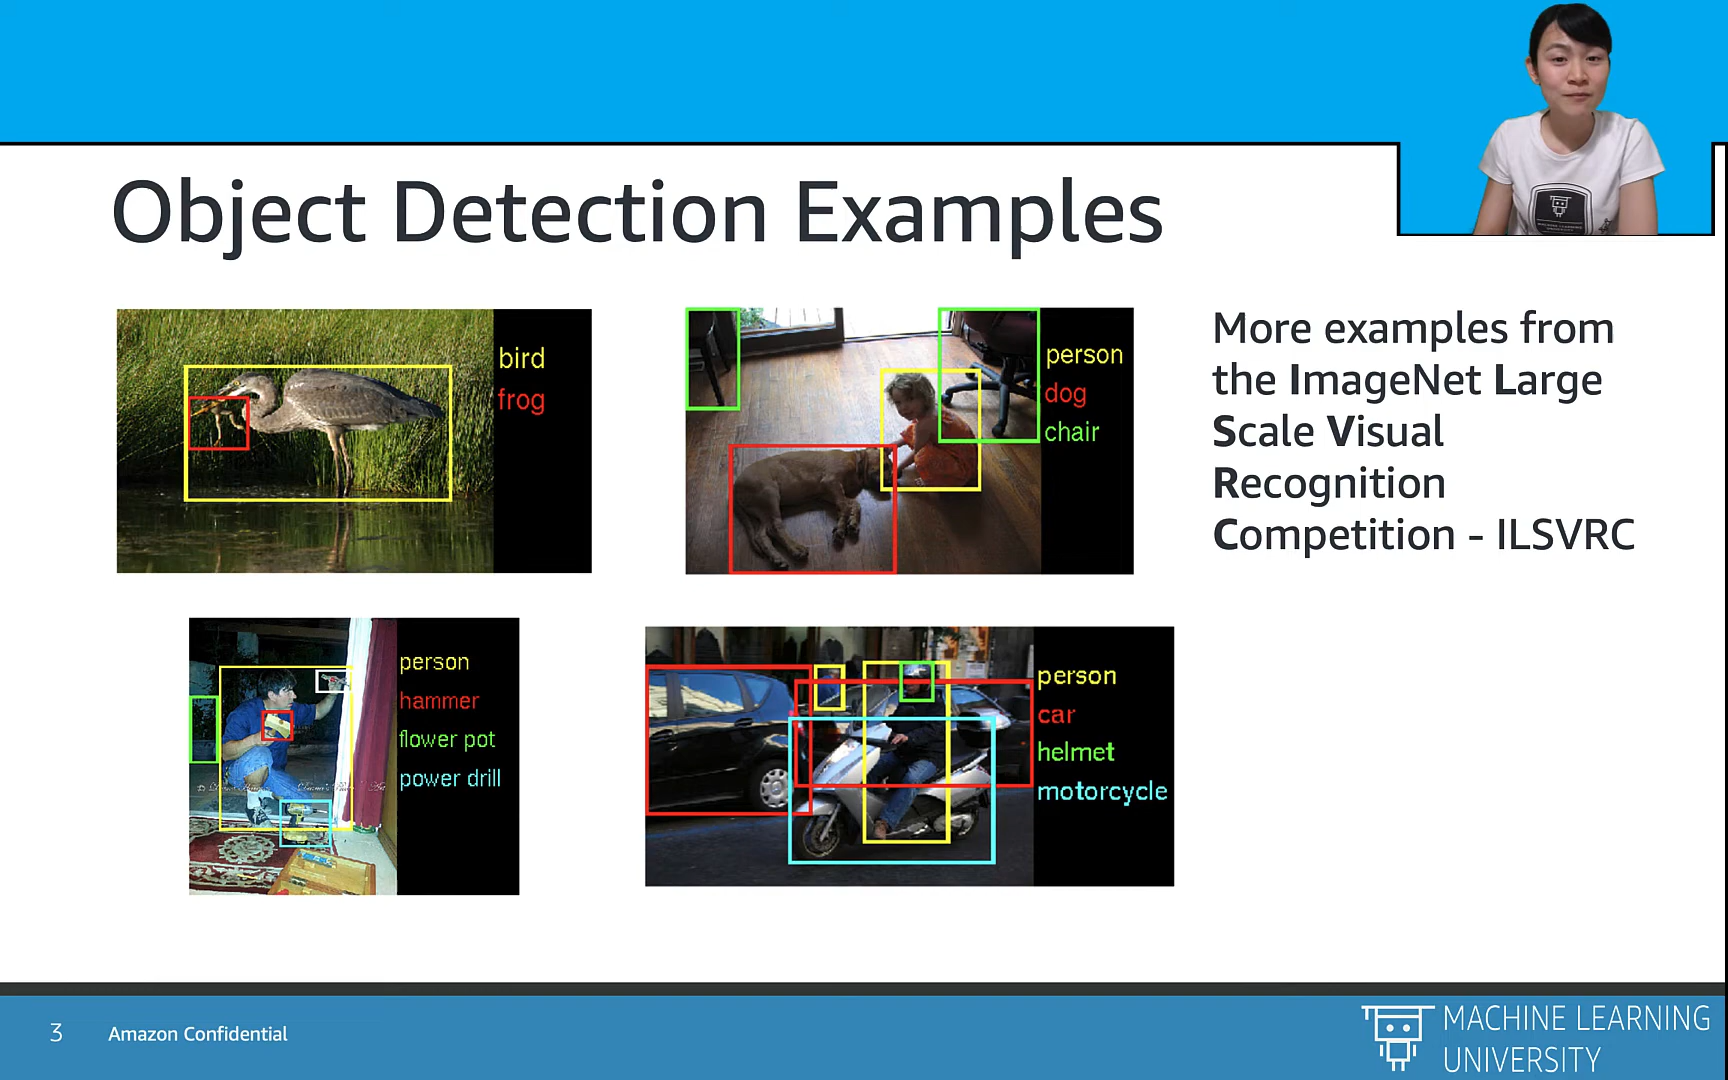 Object Detection Examples
bird
frog
person
dog
chair
More examples from
the ImageNet Large
Scale Visual
Recognition
Competition - ILSVRC
person
hammer
flower pot
power drill
person
car
helmet
motorcycle
3 Amazon Confidential
MACHINE LEARNING
UNIVERSITY